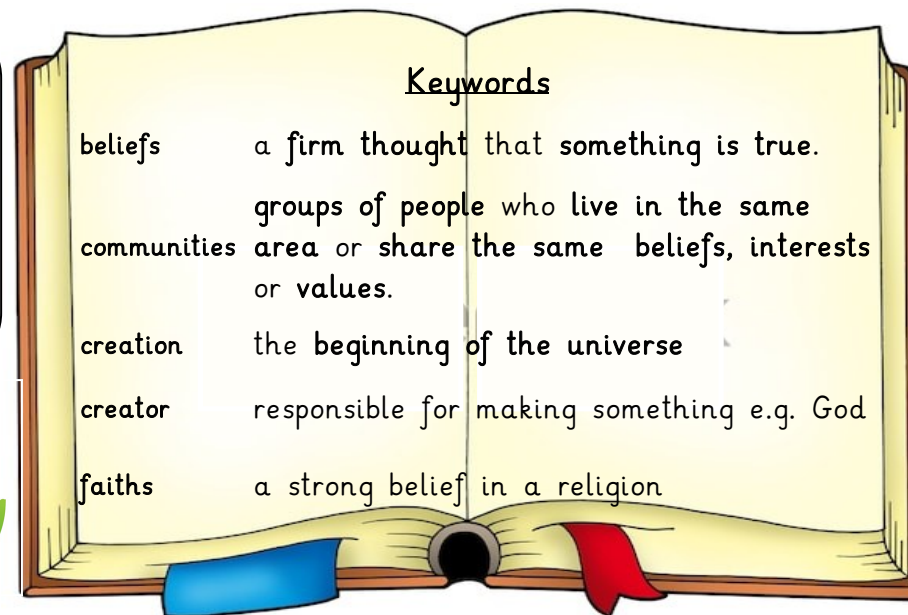 Keywords
beliefs a firm thought that something is true.
groups of people who live in the same
communities area or share the same beliefs, interests
or values.
creation the beginning of the universe
creator responsible for making something e.g. God
faiths a strong belief in a religion